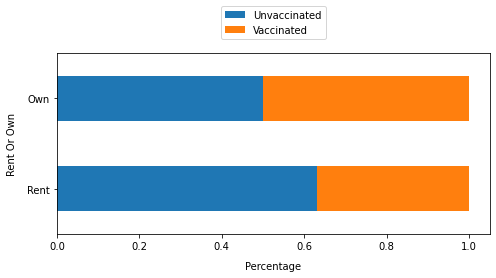 Unvaccinated
Vaccinated
Own
Rent
Rent Or Own
0.0 0.2 0.4 0.6 0.8 1.0
Percentage